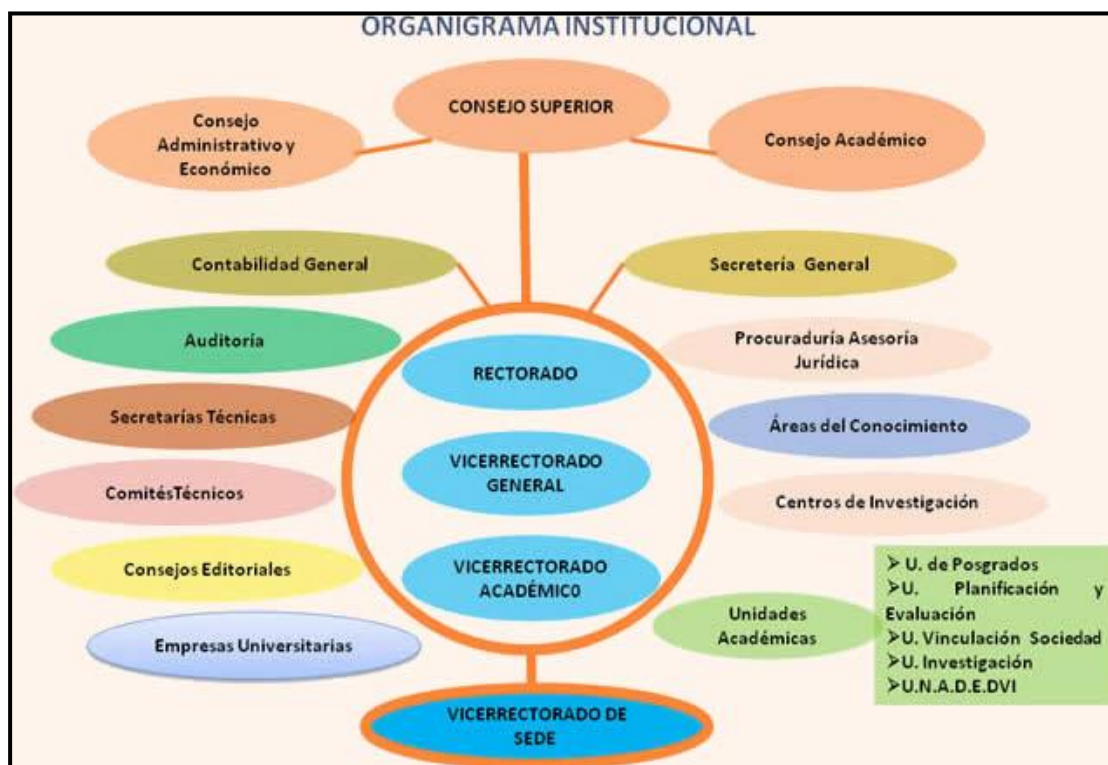 ORGANIGRAMA INSTITUCIONAL
CONSEJO SUPERIOR
Consejo
Administrativo y
Económico
Consejo Académico
Contabilidad General
Secretería General
Auditoría
Procuraduría Asesoría
Jurídica
RECTORADO
Secretarías Técnicas
Áreas del Conocimiento
VICERRECTORADO
GENERAL
ComitésTécnicos
Centros de Investigación
Consejos Editoriales
VICERRECTORADO
ACADÉMIC0
Unidades
Académicas
➢ U. de Posgrados
➢U. Planificación y
Evaluación
➢U. Vinculación Sociedad
➢U. Investigación
➢U.N.A.D.E.DVI
Empresas Universitarias
VICERRECTORADO DE
SEDE